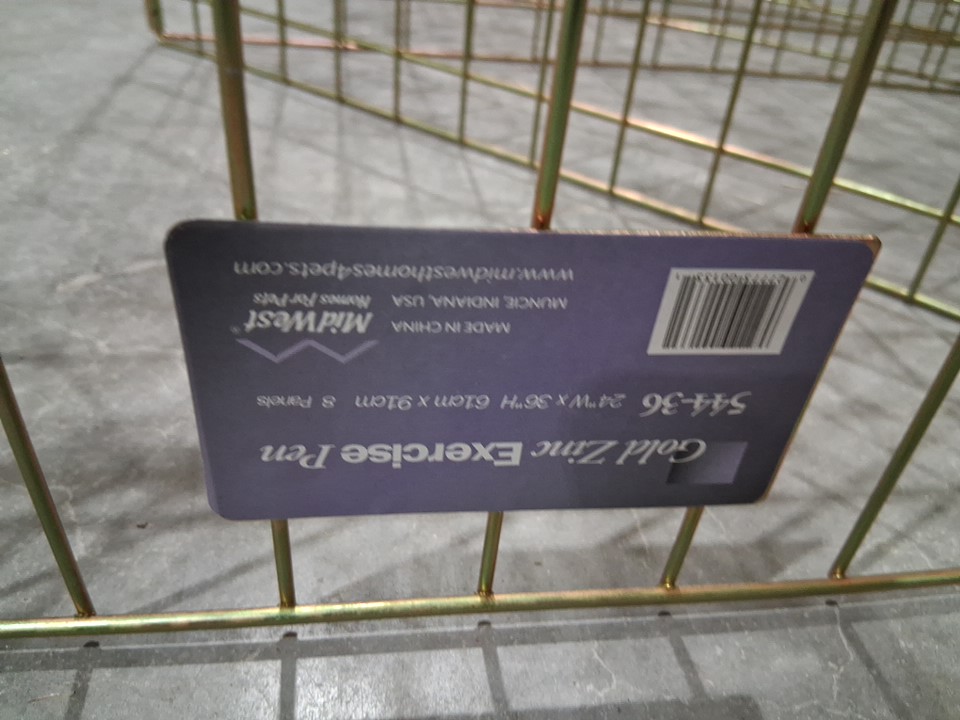 Gold Zinc Exercise Pen
544-36 24"W x 36"H 61cm x 91cm 8 Panels
MidWest®
Homes For Pets
MADE IN CHINA
MUNCIE, INDIANA, USA
www.midwesthomes4pets.com